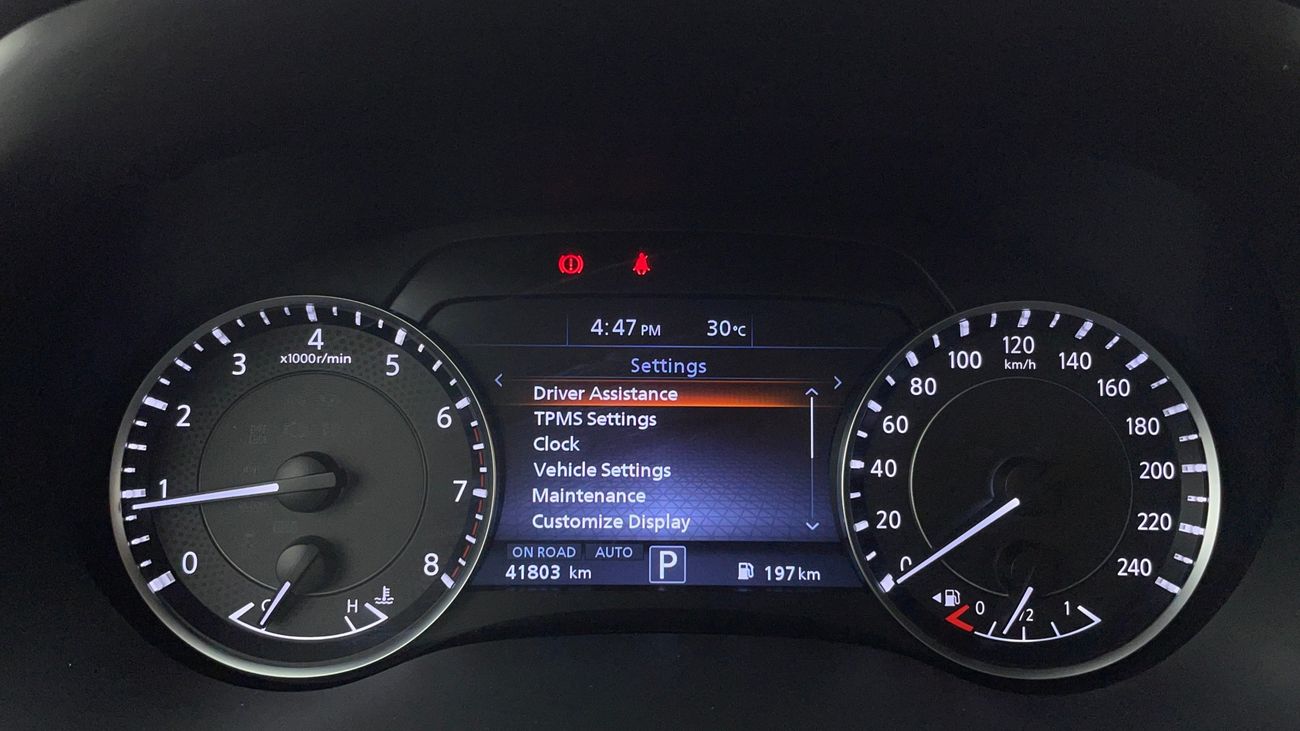 4:47 PM 30°C
Settings
Driver Assistance
TPMS Settings
Clock
Vehicle Settings
Maintenance
Customize Display
ON ROAD AUTO
41803 km
P
197 km
0
1
2
3
4
5
6
7
8
x1000r/min
C
H
0
20
40
60
80
100
120
140
160
180
200
220
240
km/h
0
1